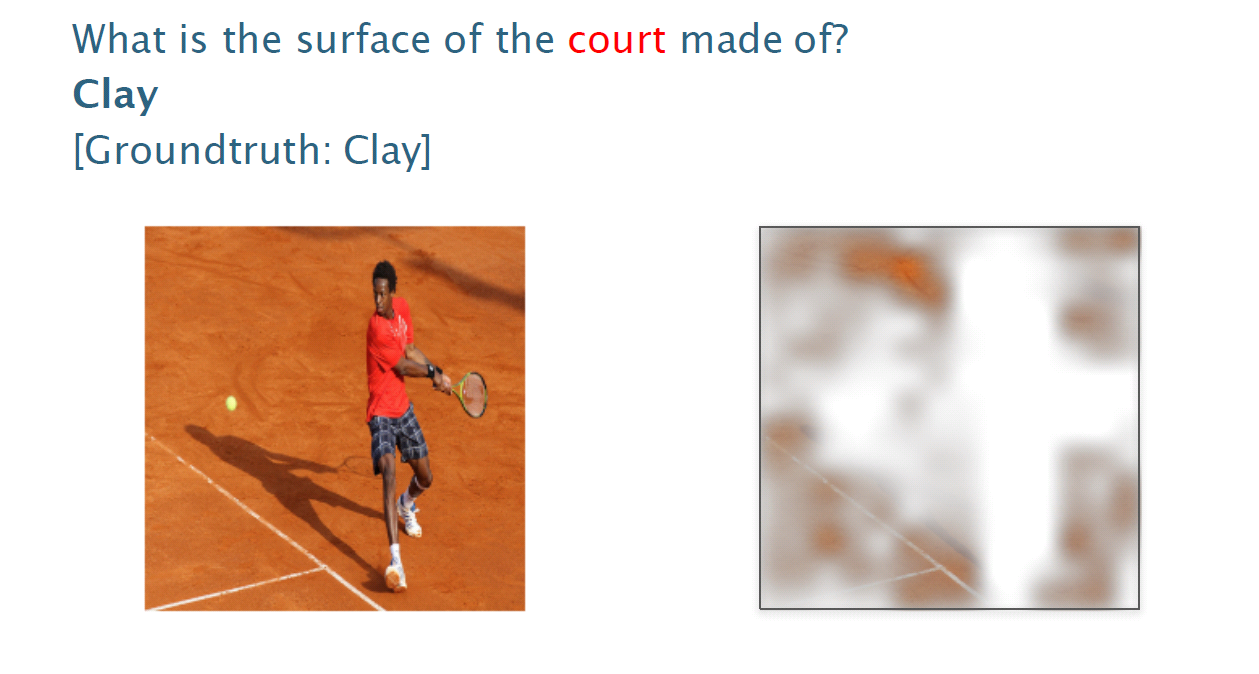 What is the surface of the court made of?
Clay
[Groundtruth: Clay]